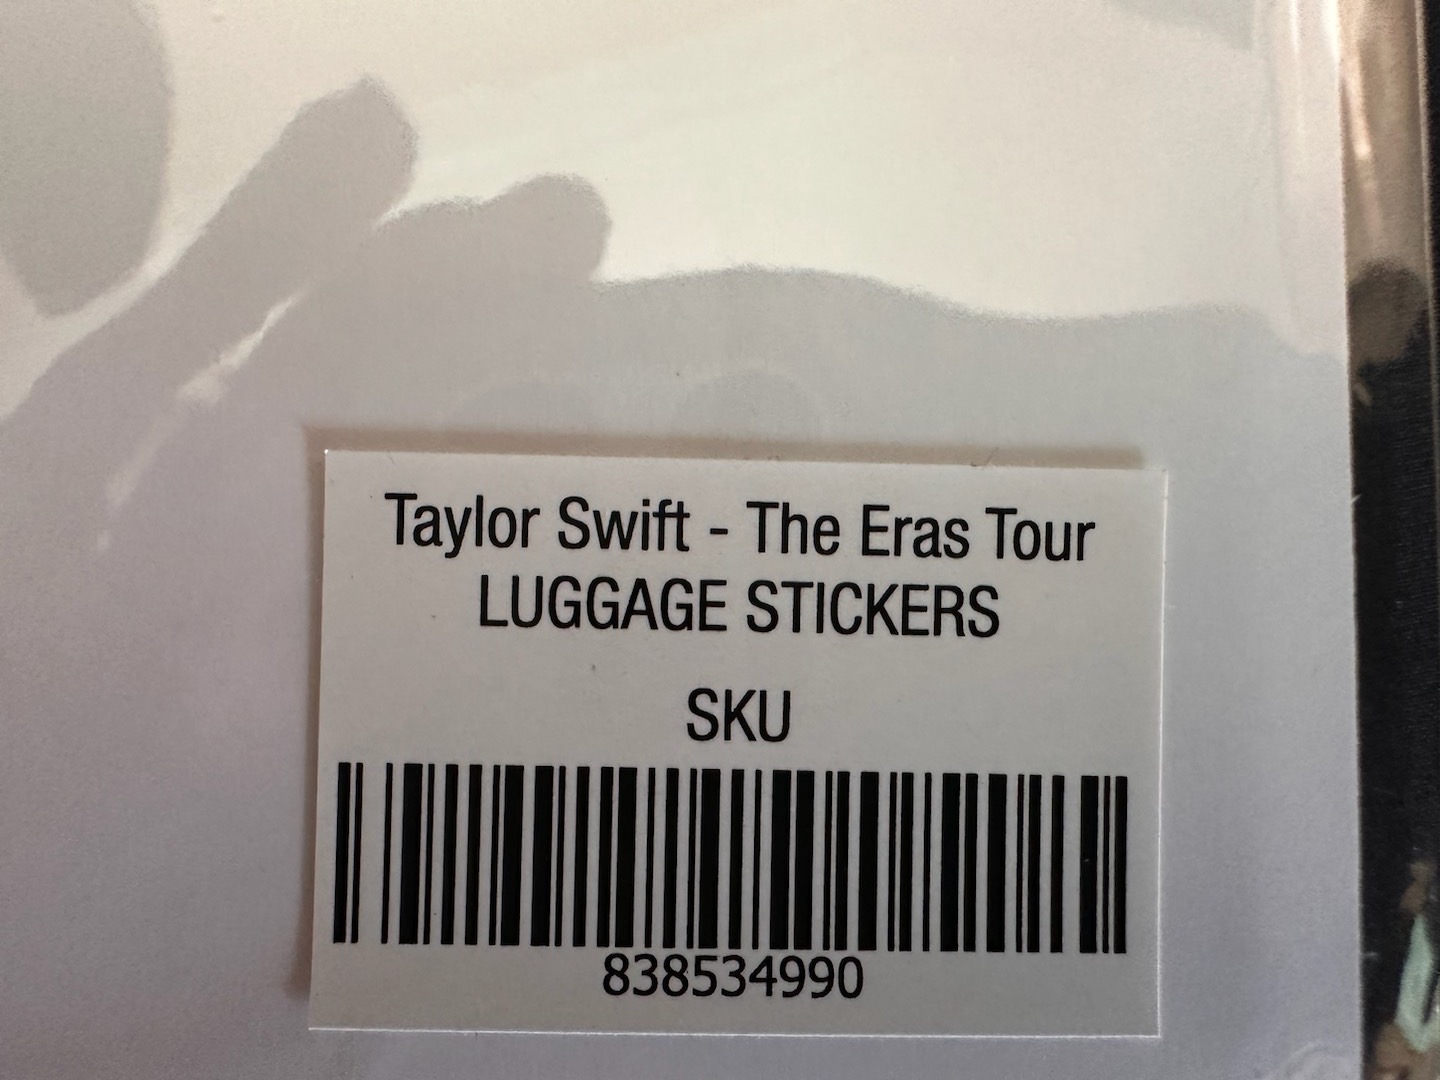 Taylor Swift - The Eras Tour
LUGGAGE STICKERS
SKU
838534990